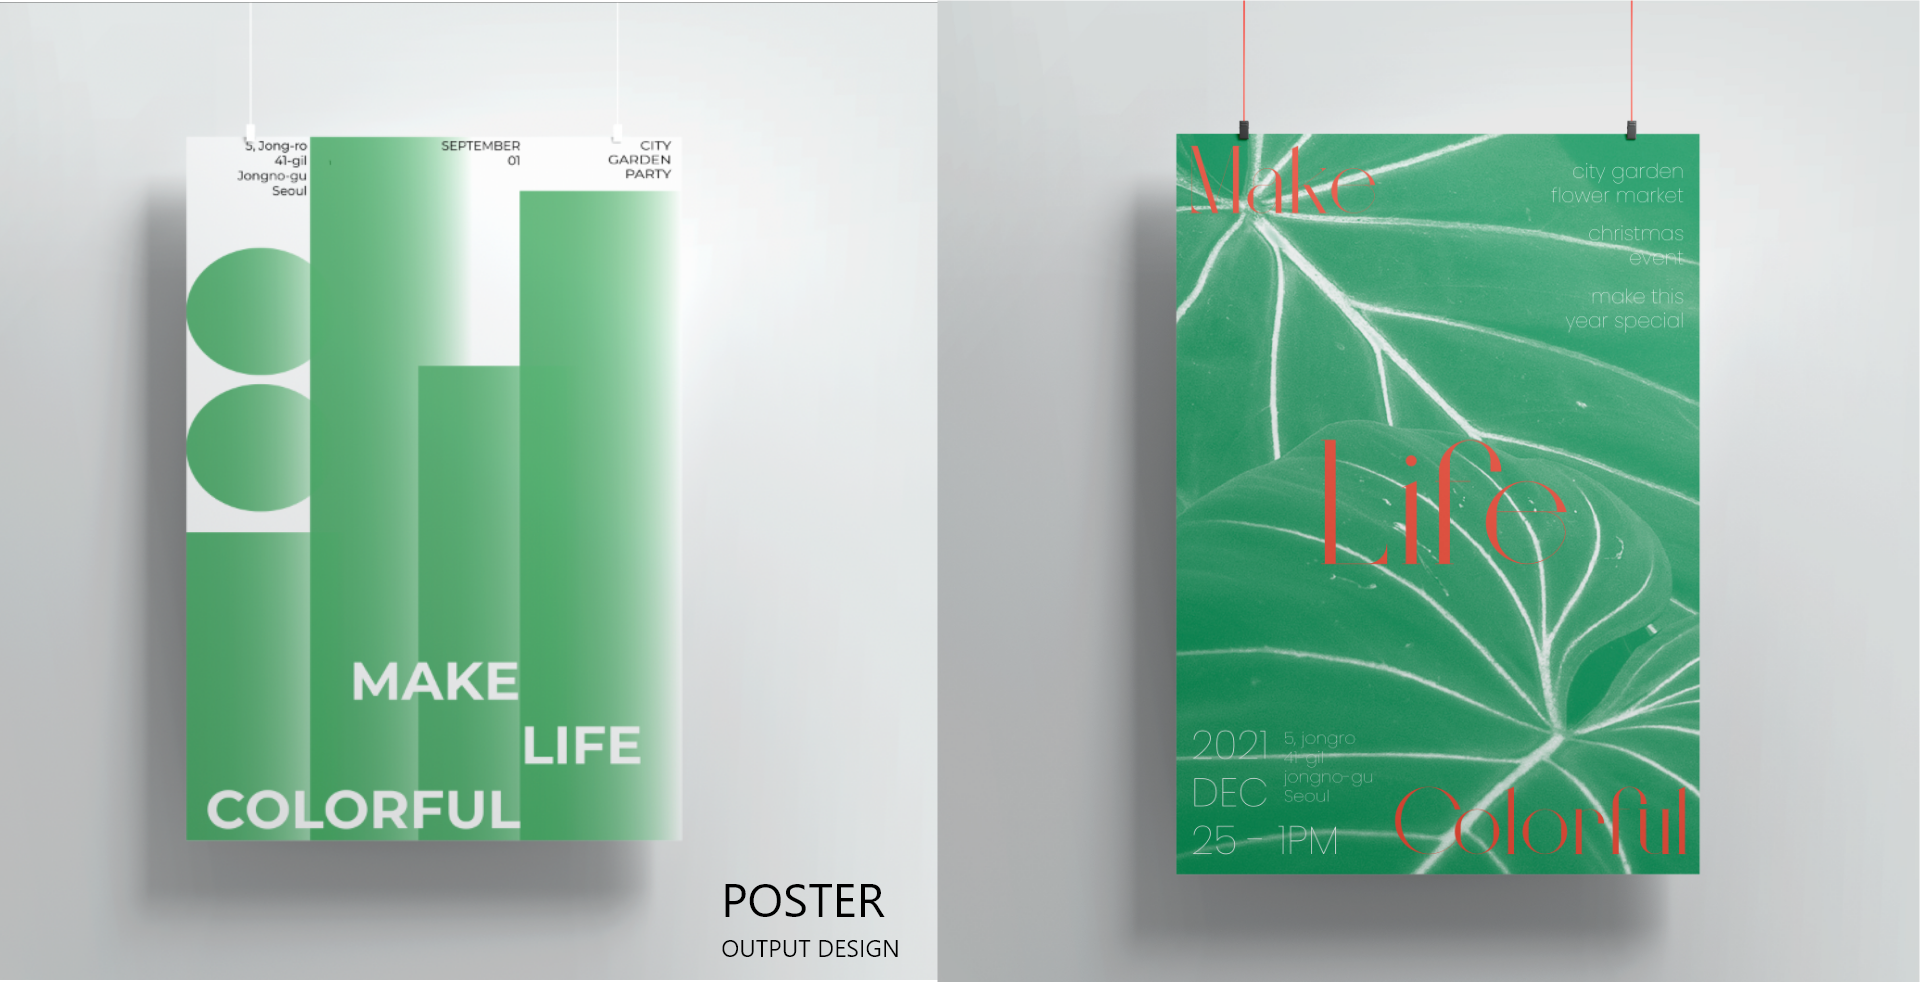 5, Jong-ro
41-gil
Jongno-gu
Seoul
SEPTEMBER
01
CITY
GARDEN
PARTY
MAKE
LIFE
COLORFUL
POSTER
OUTPUT DESIGN
Make
city garden
flower market
christmas
event
make this
year special
Life
2021
DEC
25 - 1PM
5, jongro
41-gil
jongno-gu
Seoul
Colorful